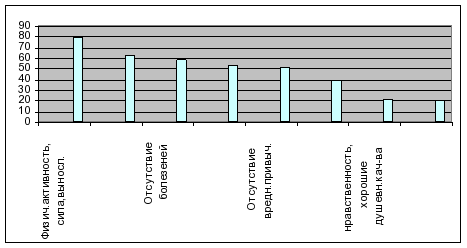 90
80
70
60
50
40
30
20
10
0
Физич.активность,
сила,выносл.
Отсутствие
болезеней
Отсутствие
вредн.привыч.
нравственность,
хорошие
душевн.кач-ва